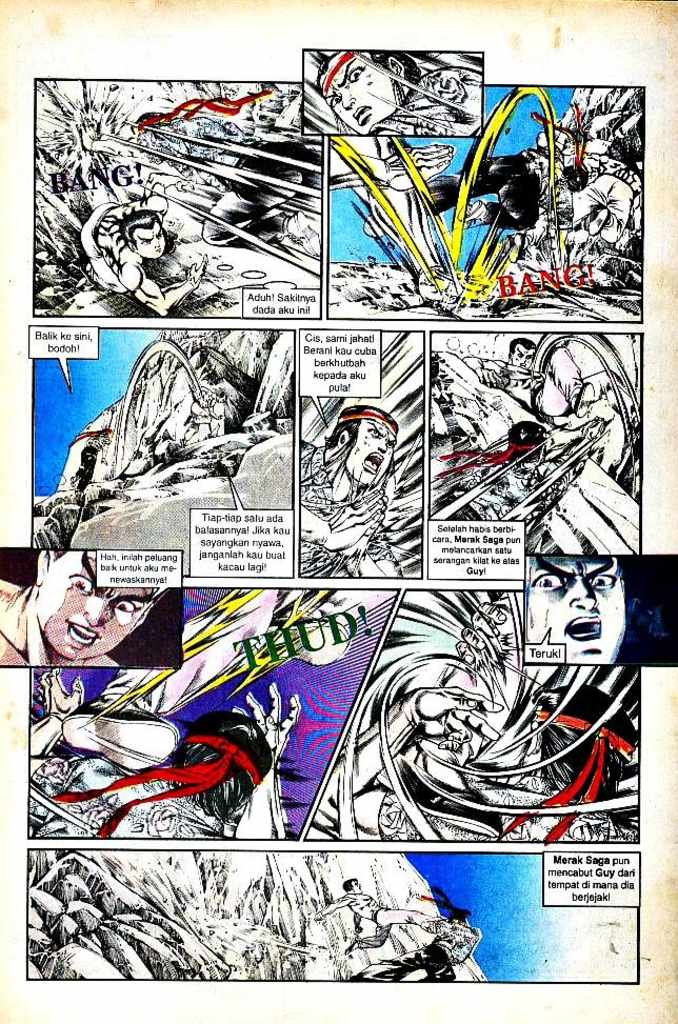 BANG!
Aduh! Sakitnya
dada aku ini!
BANG!
Balik ke sini,
bodoh!
Tiap-tiap satu ada
batasannya! Jika kau
sayangkan nyawa,
janganlah kau buat
kacau lagi!
Cis, sami jahat!
Berani kau cuba
berkhutbah
kepada aku
pula!
Setelah habis berbi-
cara, Merak Saga pun
melancarkan satu
serangan kilat ke atas
Guy!
Hah, inilah peluang
baik untuk aku me-
newaskannya!
THUD!
Teruk!
Merak Saga pun
mencabut Guy dari
tempat di mana dia
berjejak!